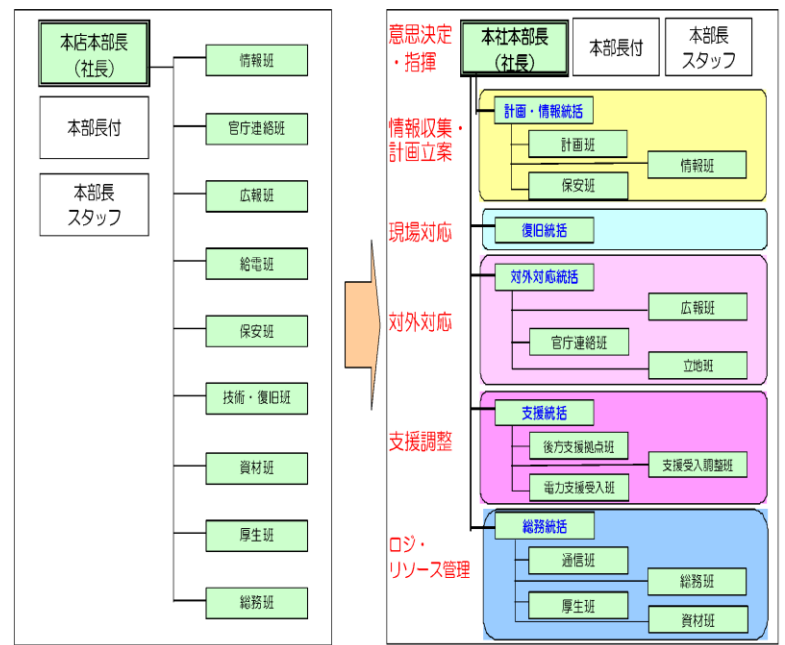 本店本部長
（社長）
本部長付
本部長
スタッフ
情報班
官庁連絡班
広報班
給電班
保安班
技術・復旧班
資材班
厚生班
総務班
意思決定
・指揮
本社本部長
（社長）
本部長付
本部長
スタッフ
情報収集・
計画立案
計画・情報統括
計画班
情報班
保安班
現場対応
復旧統括
対外対応
対外対応統括
広報班
官庁連絡班
立地班
支援調整
支援統括
後方支援拠点班
支援受入調整班
電力支援受入班
ロジ・
リソース管理
総務統括
通信班
総務班
厚生班
資材班